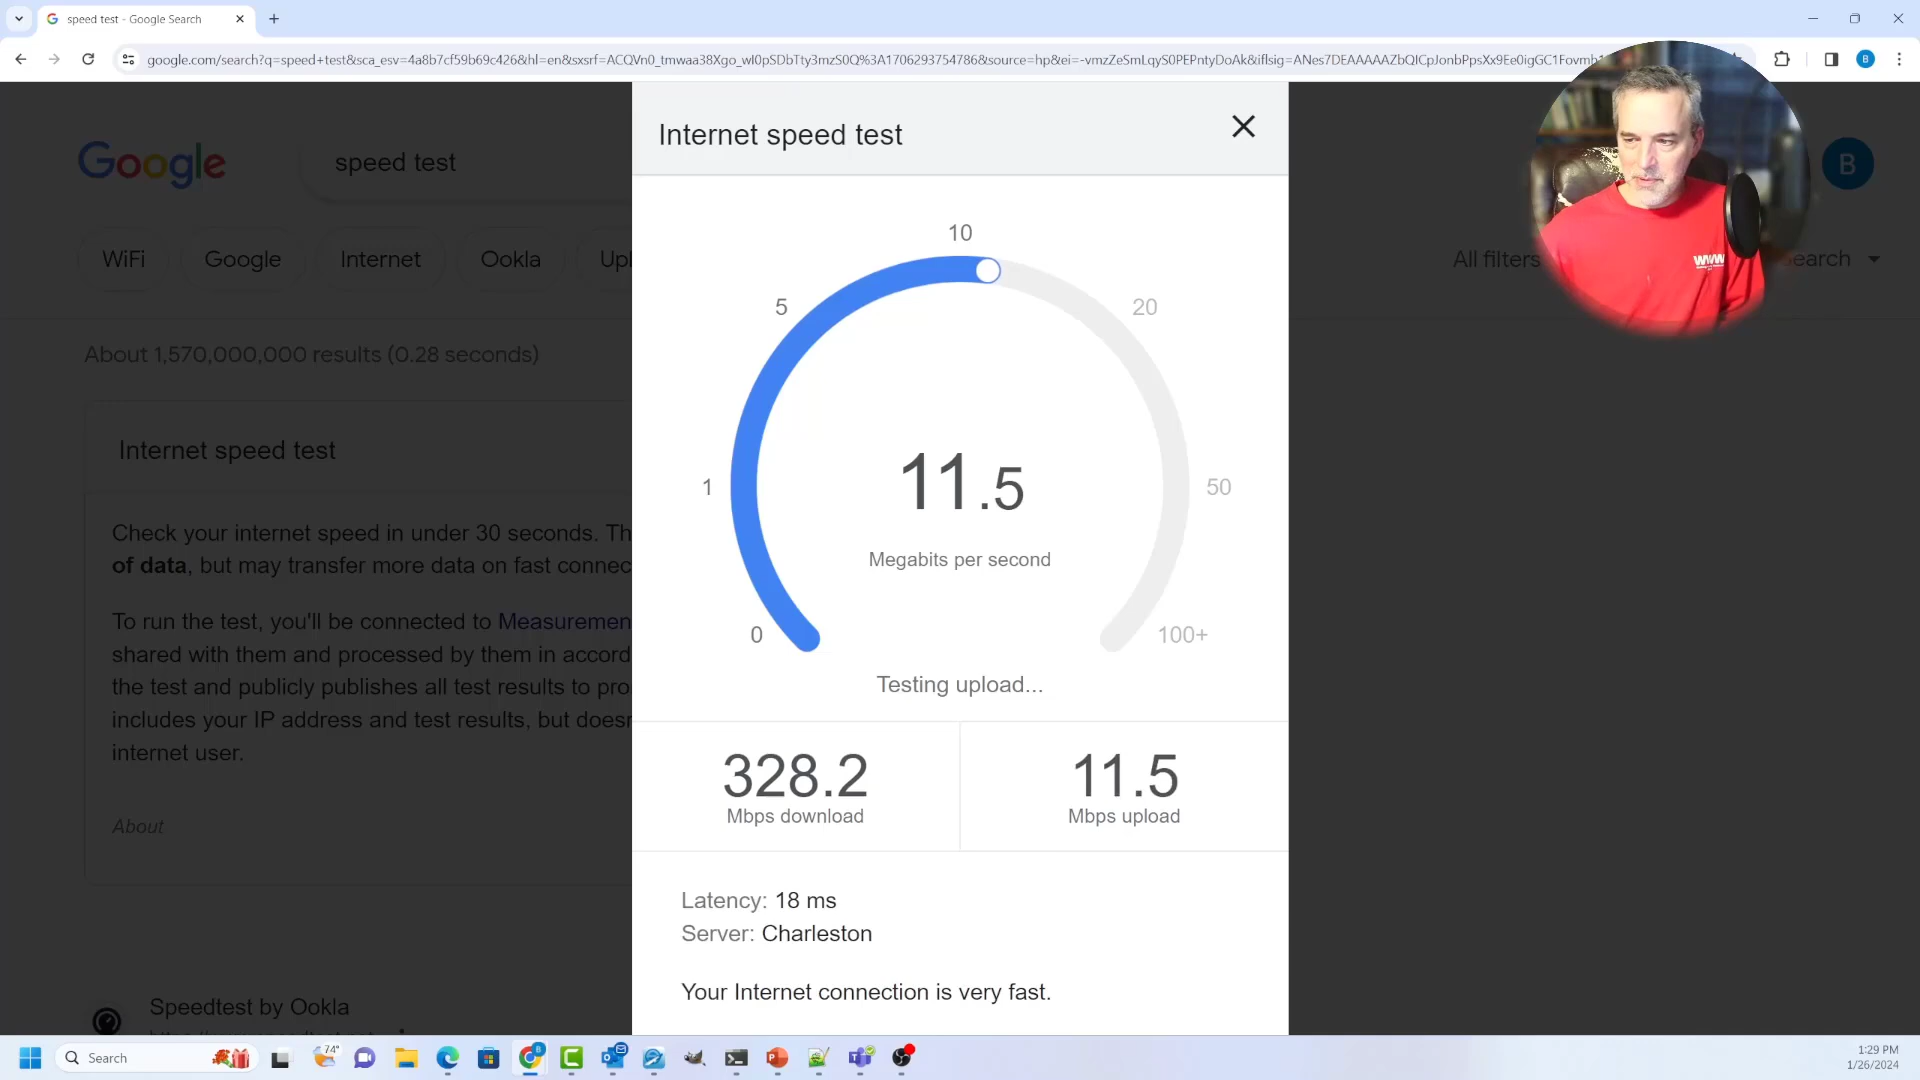 speed test - Google Search
google.com/search?q=speed+test&sca_esv=4a8b7cf59b69c426&hl=en&sxsrf=ACQVn0_tmwaa38Xgo_wI0pSDbTty3mzS0Q%3A1706293754786&source=hp&ei=-vmzZeSmLqyS0PEPntyDoAk&iflsig=ANes7DEAAAAAZbQICpJonbPpsXx9Ee0igGC1Fovmb1
B
Internet speed test
Google
speed test
B
WiFi
Google
Internet
Ookla
Upl
All filters
earch
About 1,570,000,000 results (0.28 seconds)
Internet speed test
Check your internet speed in under 30 seconds. Th
of data, but may transfer more data on fast connec
To run the test, you'll be connected to Measuremen
shared with them and processed by them in accord
the test and publicly publishes all test results to pro
includes your IP address and test results, but doesn
internet user.
About
Speedtest by Ookla
10
5
20
1
50
0
100+
11.5
Megabits per second
Testing upload...
328.2
Mbps download
11.5
Mbps upload
Latency: 18 ms
Server: Charleston
Your Internet connection is very fast.
Search
74°
1:29 PM
1/26/2024